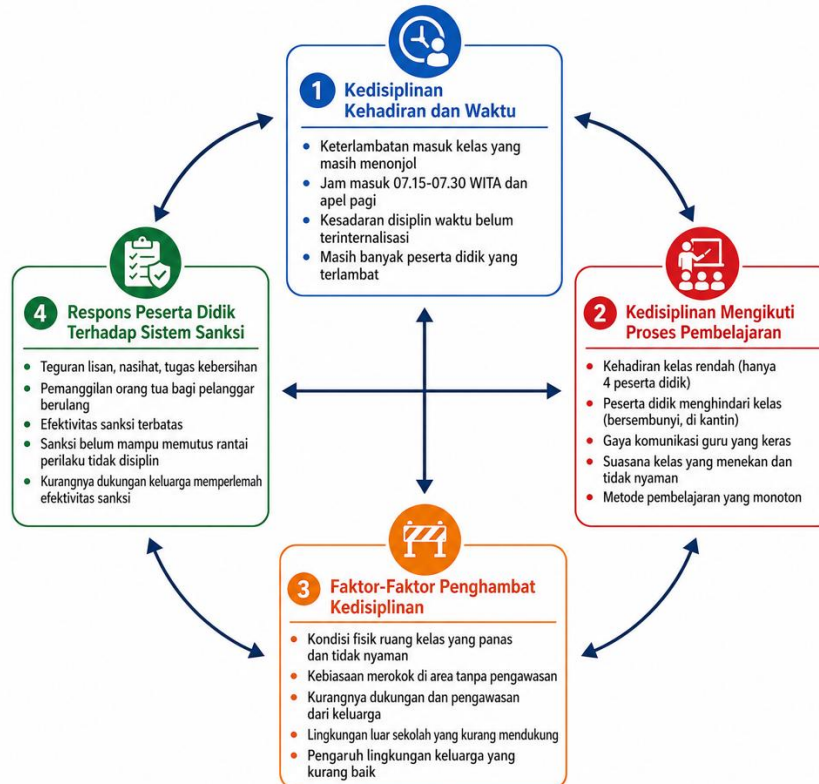 1 Kedisiplinan
Kehadiran dan Waktu
• Keterlambatan masuk kelas yang
masih menonjol
• Jam masuk 07.15-07.30 WITA dan
apel pagi
• Kesadaran disiplin waktu belum
terinternalisasi
• Masih banyak peserta didik yang
terlambat
2 Kedisiplinan Mengikuti
Proses Pembelajaran
• Kehadiran kelas rendah (hanya
4 peserta didik)
• Peserta didik menghindari kelas
(bersembunyi, di kantin)
• Gaya komunikasi guru yang keras
• Suasana kelas yang menekan dan
tidak nyaman
• Metode pembelajaran yang monoton
3 Faktor-Faktor Penghambat
Kedisiplinan
• Kondisi fisik ruang kelas yang panas
dan tidak nyaman
• Kebiasaan merokok di area tanpa pengawasan
• Kurangnya dukungan dan pengawasan
dari keluarga
• Lingkungan luar sekolah yang kurang mendukung
• Pengaruh lingkungan keluarga yang
kurang baik
4 Respons Peserta Didik
Terhadap Sistem Sanksi
• Teguran lisan, nasihat, tugas kebersihan
• Pemanggilan orang tua bagi pelanggar
berulang
• Efektivitas sanksi terbatas
• Sanksi belum mampu memutus rantai
perilaku tidak disiplin
• Kurangnya dukungan keluarga memperlemah
efektivitas sanksi